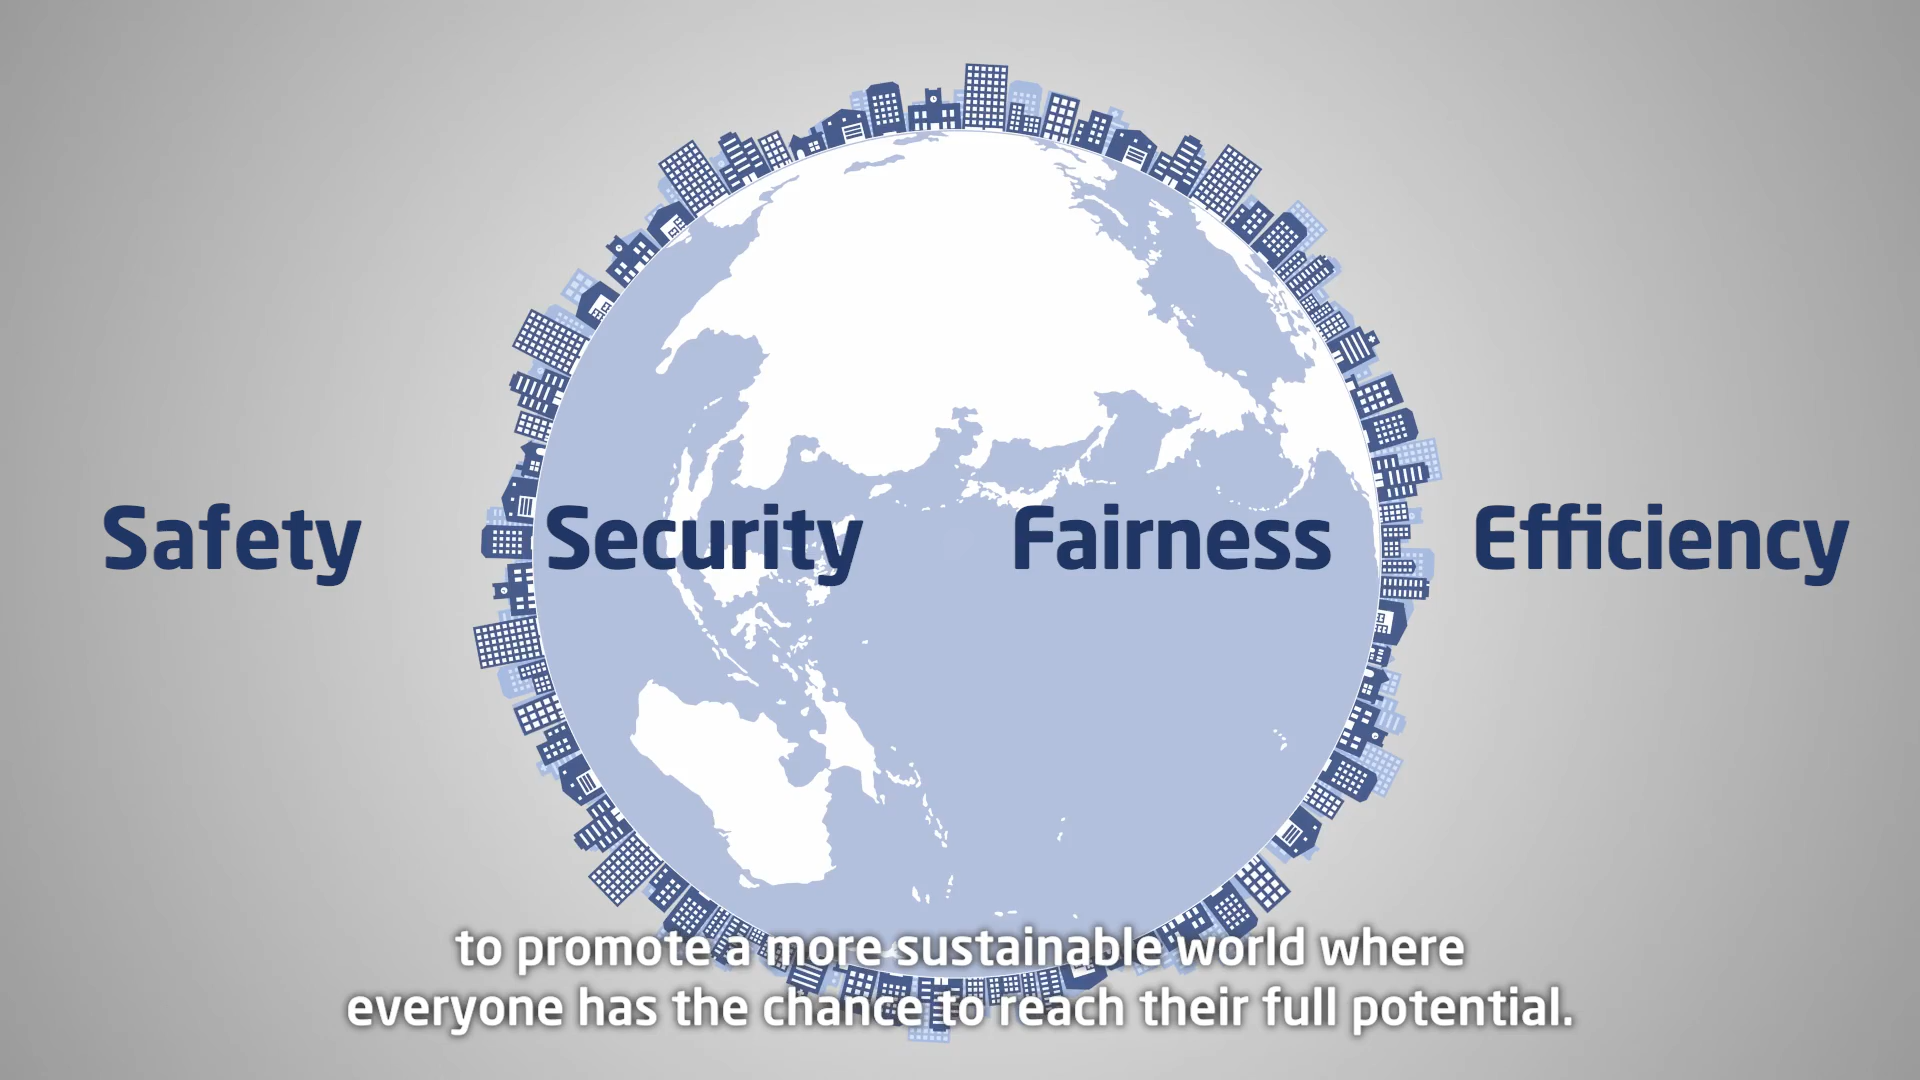 Safety Security Fairness Efficiency
to promote a more sustainable world where
everyone has the chance to reach their full potential.